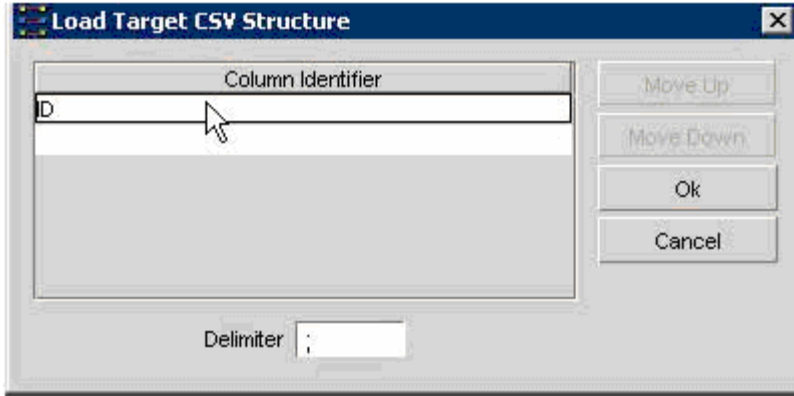 Load Target CSV Structure
Column Identifier
ID
Move Up
Move Down
Ok
Cancel
Delimiter ;